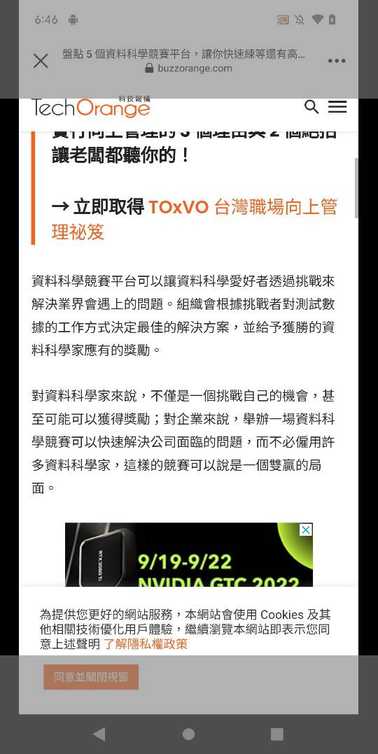 6:46
盤點 5 個資料科學競賽平台，讓你快速練等還有高...
buzzorange.com
科技報橘
TechOrange
實行向上管理的 3 個理由與 2 個絕招
讓老闆都聽你的！
→ 立即取得 TOxVO 台灣職場向上管
理祕笈
資料科學競賽平台可以讓資料科學愛好者透過挑戰來
解決業界會遇上的問題。組織會根據挑戰者對測試數
據的工作方式決定最佳的解決方案，並給予獲勝的資
料科學家應有的獎勵。
對資料科學家來說，不僅是一個挑戰自己的機會，甚
至可能可以獲得獎勵；對企業來說，舉辦一場資料科
學競賽可以快速解決公司面臨的問題，而不必僱用許
多資料科學家，這樣的競賽可以說是一個雙贏的局
面。
9/19-9/22
NVIDIA GTC 2022
為提供您更好的網站服務，本網站會使用 Cookies 及其
他相關技術優化用戶體驗，繼續瀏覽本網站即表示您同
意上述聲明 了解隱私權政策
同意並關閉視窗